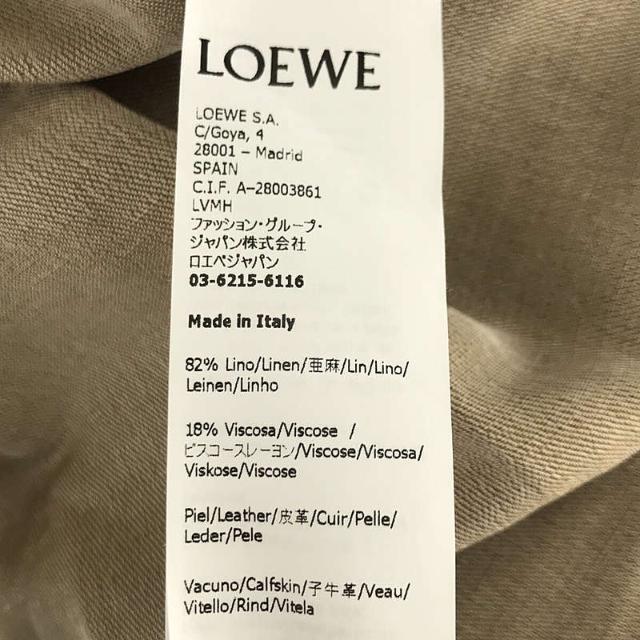 LOEWE
LOEWE S.A.
C/Goya, 4
28001 – Madrid
SPAIN
C.I.F. A–28003861
LVMH
ファッション・グループ・
ジャパン株式会社
ロエベジャパン
03-6215-6116
Made in Italy
82% Lino/Linen/亜麻/Lin/Lino/
Leinen/Linho
18% Viscosa/Viscose /
ビスコースレーヨン/Viscose/Viscosa/
Viskose/Viscose
Piel/Leather/皮革/Cuir/Pelle/
Leder/Pele
Vacuno/Calfskin/子牛革/Veau/
Vitello/Rind/Vitela